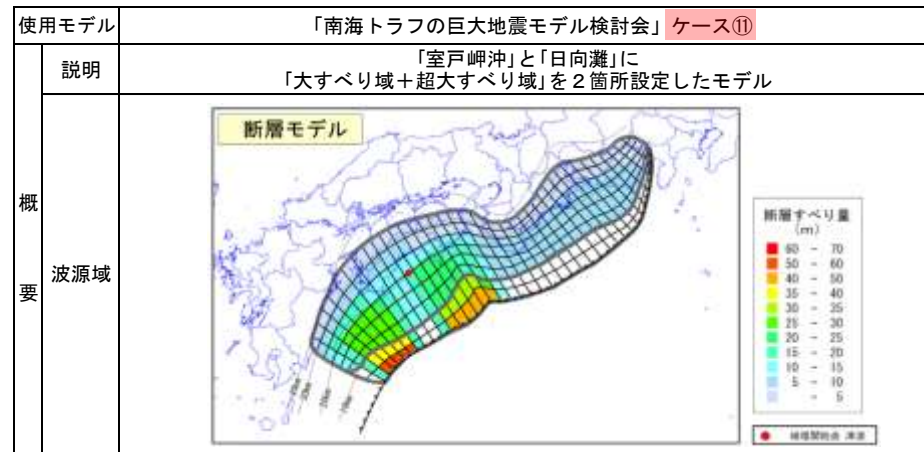 使用モデル
「南海トラフの巨大地震モデル検討会」ケース⑪
概要
説明
「室戸岬沖」と「日向灘」に
「大すべり域＋超大すべり域」を２箇所設定したモデル
波源域
断層モデル
断層すべり量
(m)
60 - 70
50 - 60
40 - 50
35 - 40
30 - 35
25 - 30
20 - 25
15 - 20
10 - 15
5 - 10
- 5
40km
30km
20km
10km